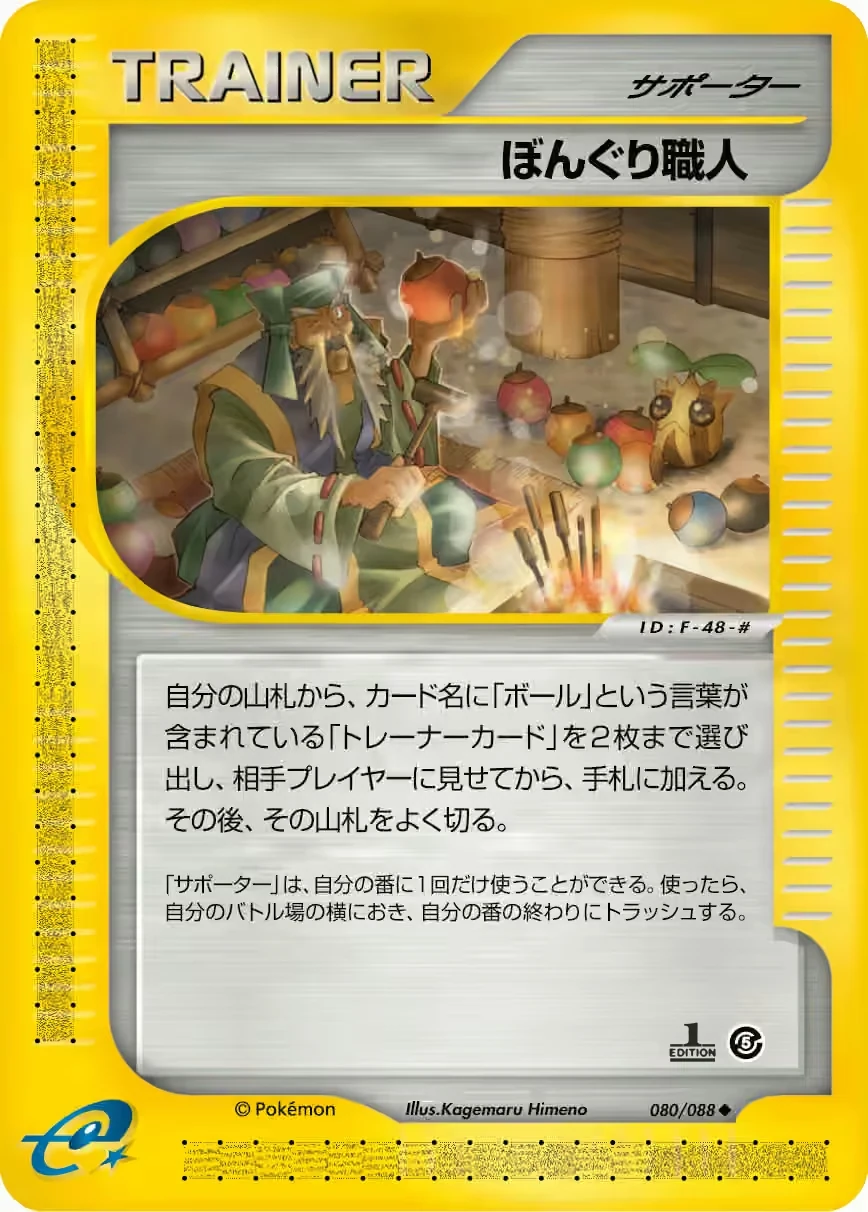 TRAINER
サポーター
ぼんぐり職人
ID:F-48-#
自分の山札から、カード名に「ボール」という言葉が
含まれている「トレーナーカード」を2枚まで選び
出し、相手プレイヤーに見せてから、手札に加える。
その後、その山札をよく切る。
「サポーター」は、自分の番に1回だけ使うことができる。使ったら、
自分のバトル場の横におき、自分の番の終わりにトラッシュする。
1 EDITION 5
© Pokémon Illus.Kagemaru Himeno 080/088◆
e